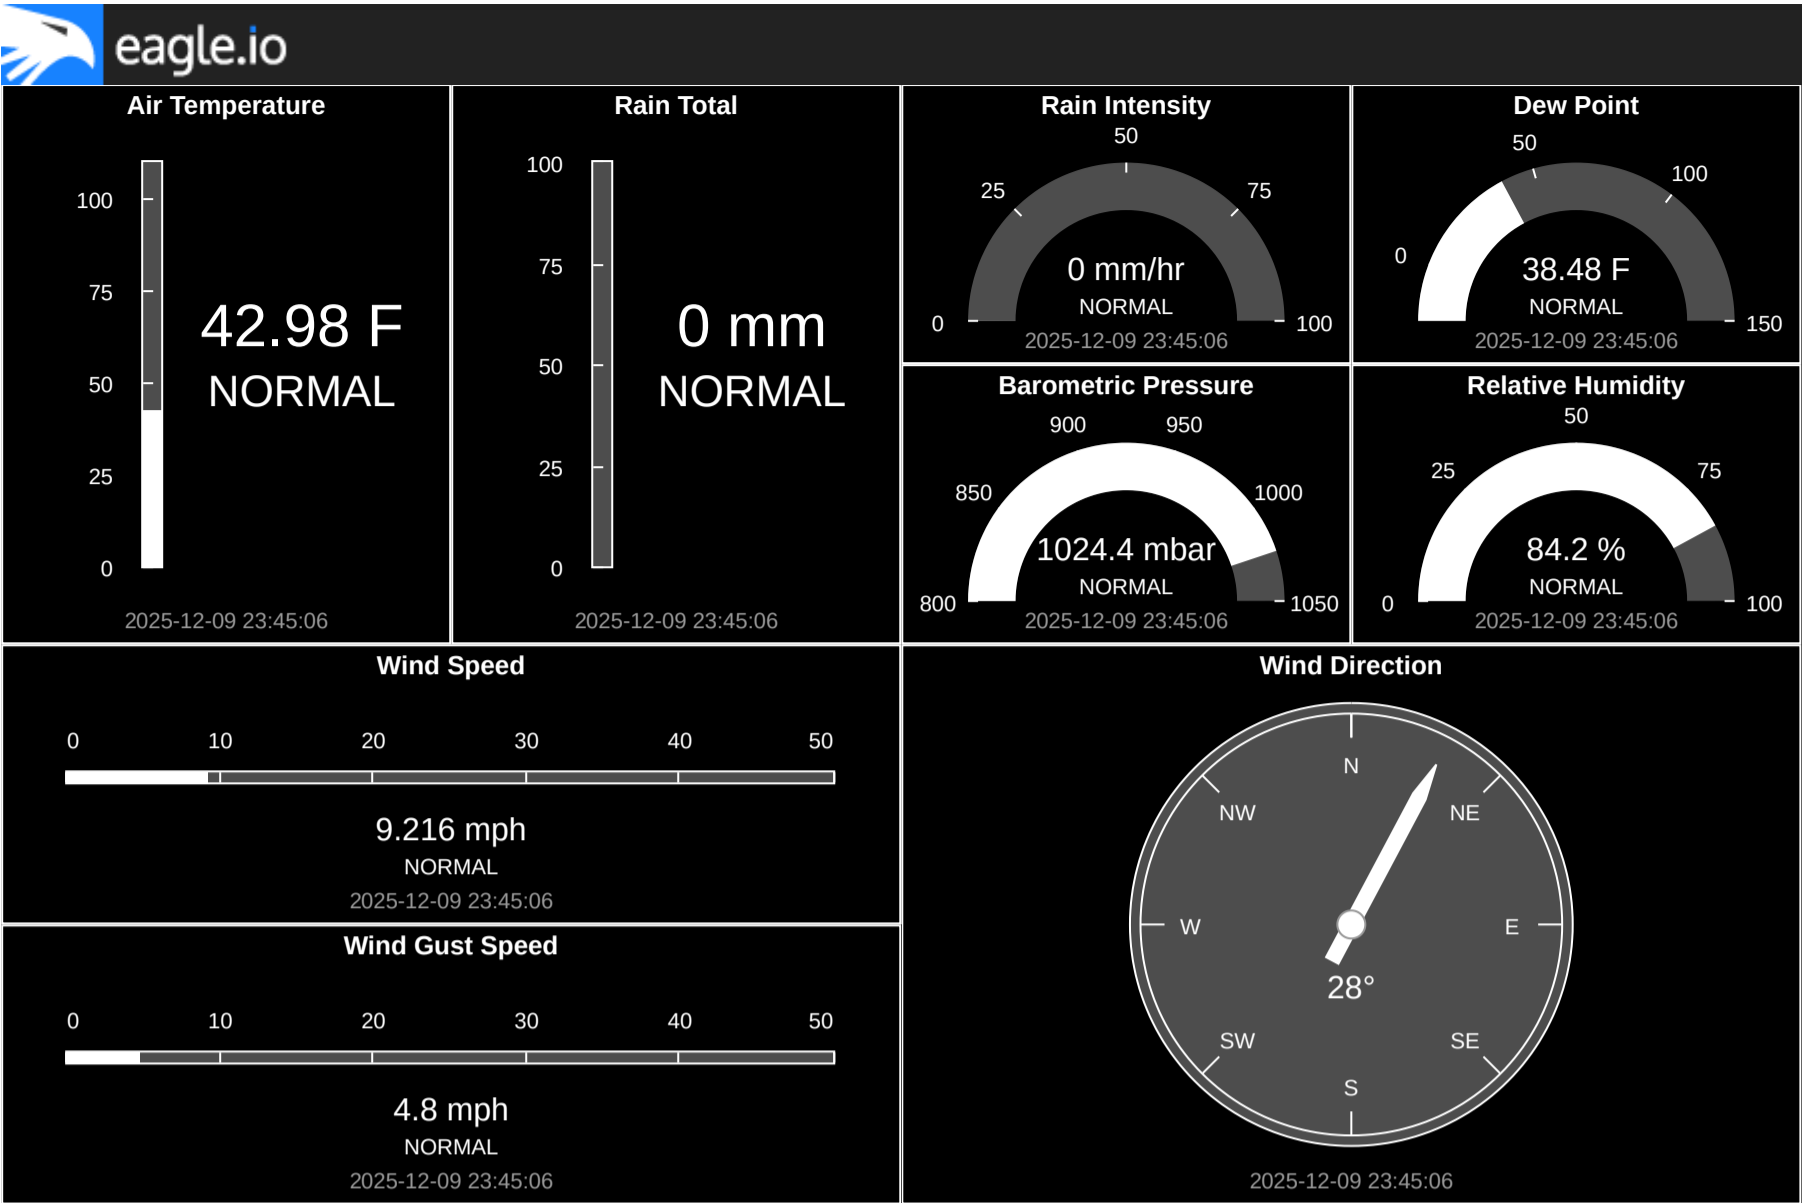 eagle.io
Air Temperature
100
75
50
25
0
42.98 F
NORMAL
2025-12-09 23:45:06
Rain Total
100
75
50
25
0
0 mm
NORMAL
2025-12-09 23:45:06
Rain Intensity
0
25
50
75
100
0 mm/hr
NORMAL
2025-12-09 23:45:06
Dew Point
0
50
100
150
38.48 F
NORMAL
2025-12-09 23:45:06
Barometric Pressure
800
850
900
950
1000
1050
1024.4 mbar
NORMAL
2025-12-09 23:45:06
Relative Humidity
0
25
50
75
100
84.2 %
NORMAL
2025-12-09 23:45:06
Wind Speed
0 10 20 30 40 50
9.216 mph
NORMAL
2025-12-09 23:45:06
Wind Gust Speed
0 10 20 30 40 50
4.8 mph
NORMAL
2025-12-09 23:45:06
Wind Direction
N
NW NE
W E
28°
SW SE
S
2025-12-09 23:45:06